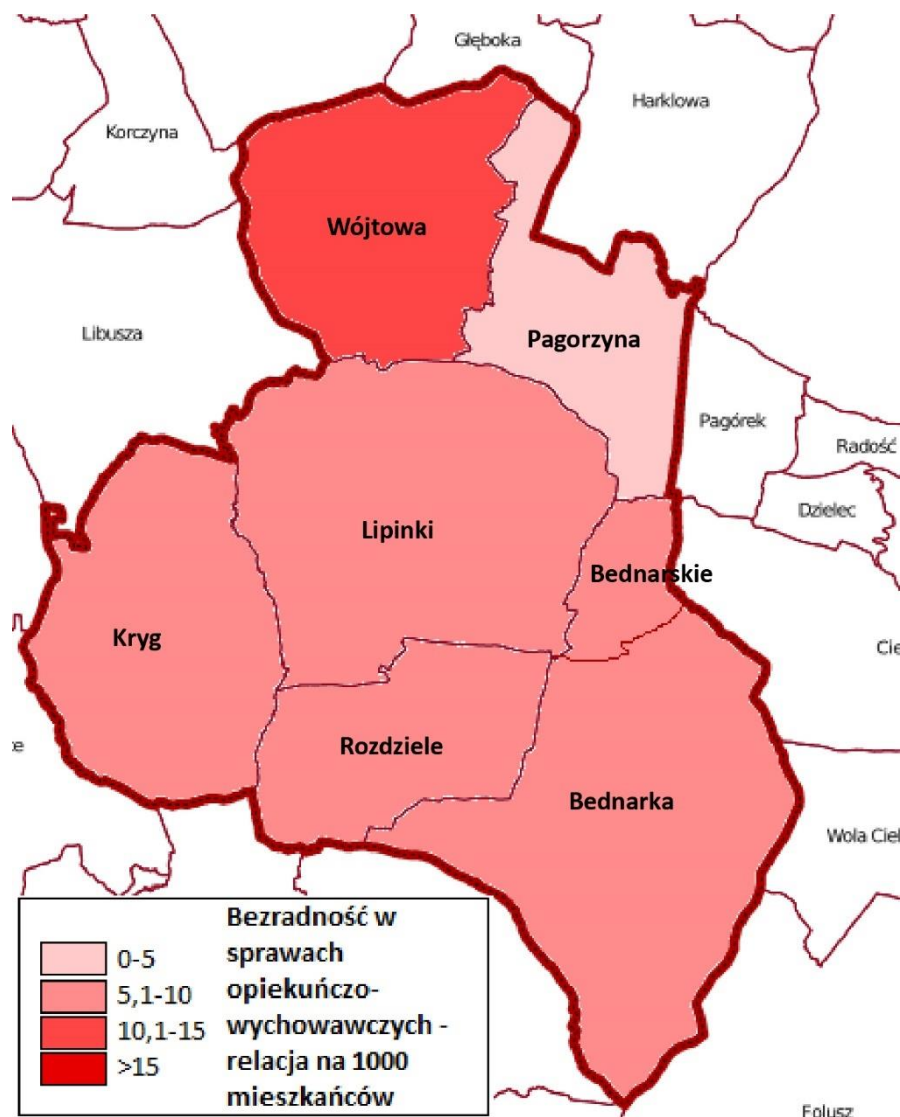 Głęboka
Harklowa
Korczyna
Wójtowa
Libusza
Pagorzyna
Pagórek
Radość
Dzielec
Lipinki
Bednarskie
Kryg
Cie
Rozdziele
Bednarka
Wola Ciel
Bezradność w
sprawach
opiekuńczo-
wychowawczych -
relacja na 1000
mieszkańców
0-5
5,1-10
10,1-15
>15
Folusz